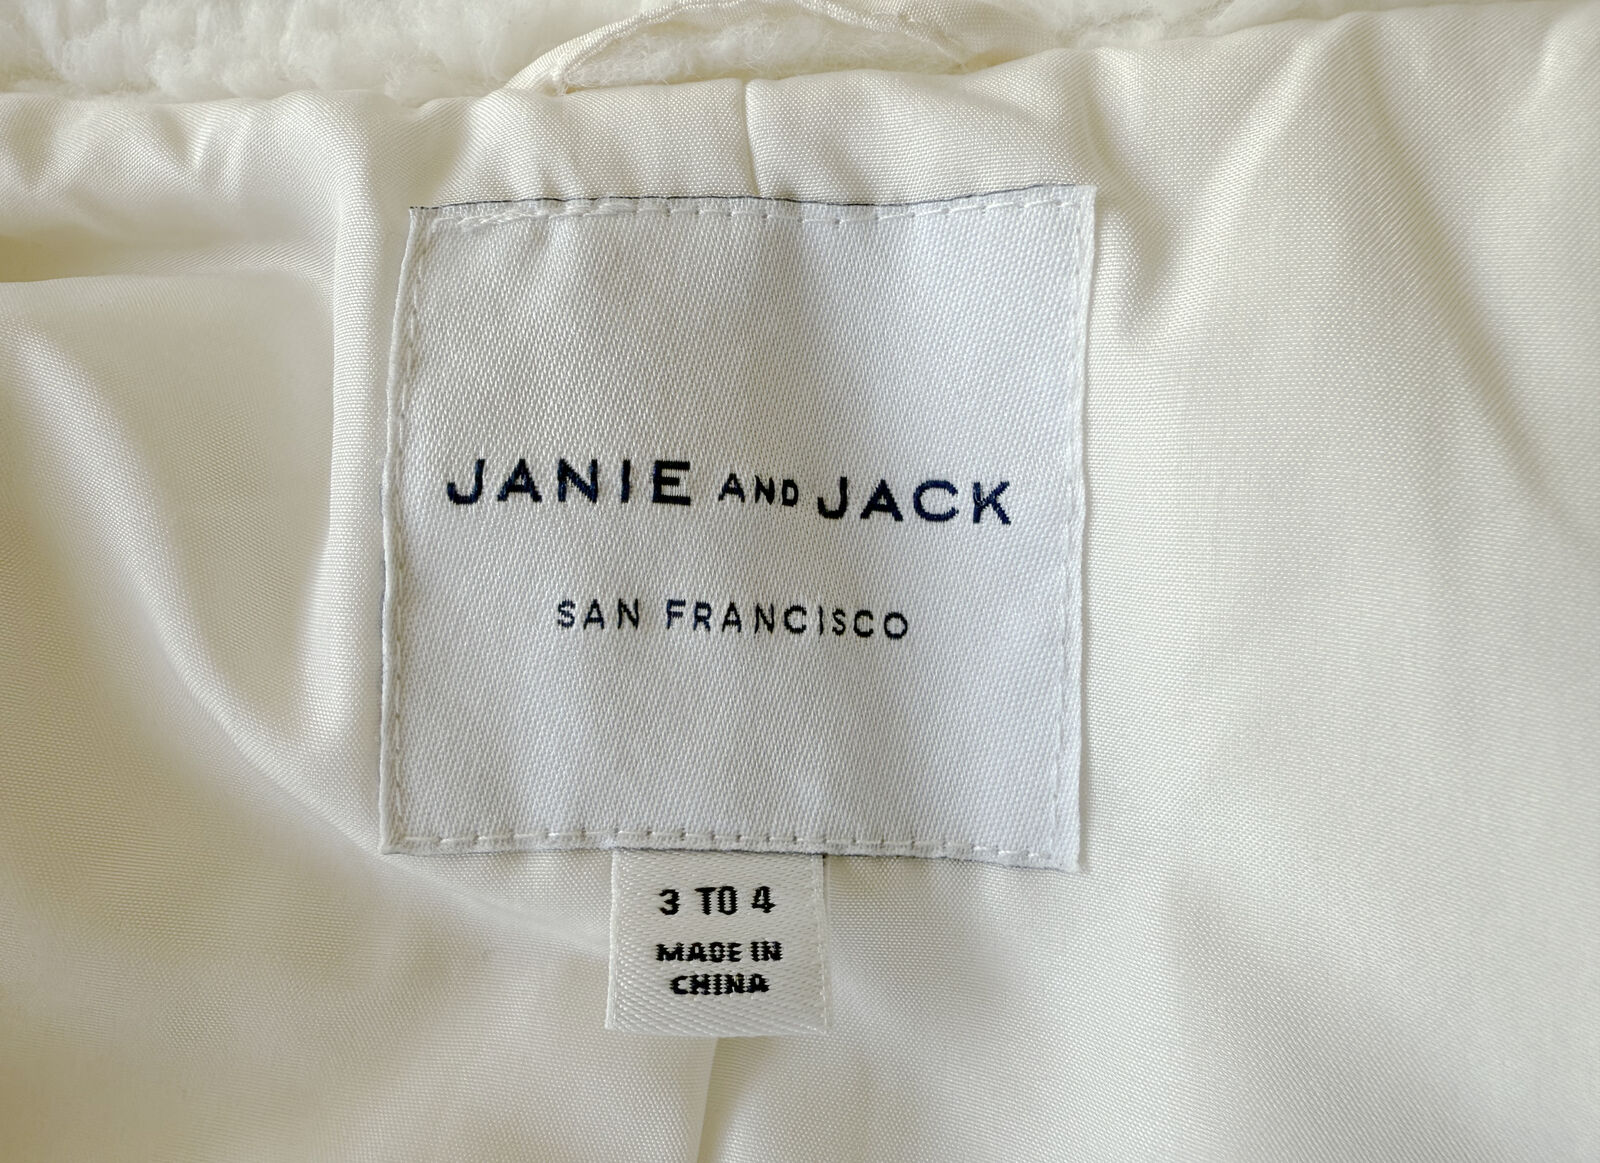 JANIE AND JACK
SAN FRANCISCO
3 TO 4
MADE IN
CHINA